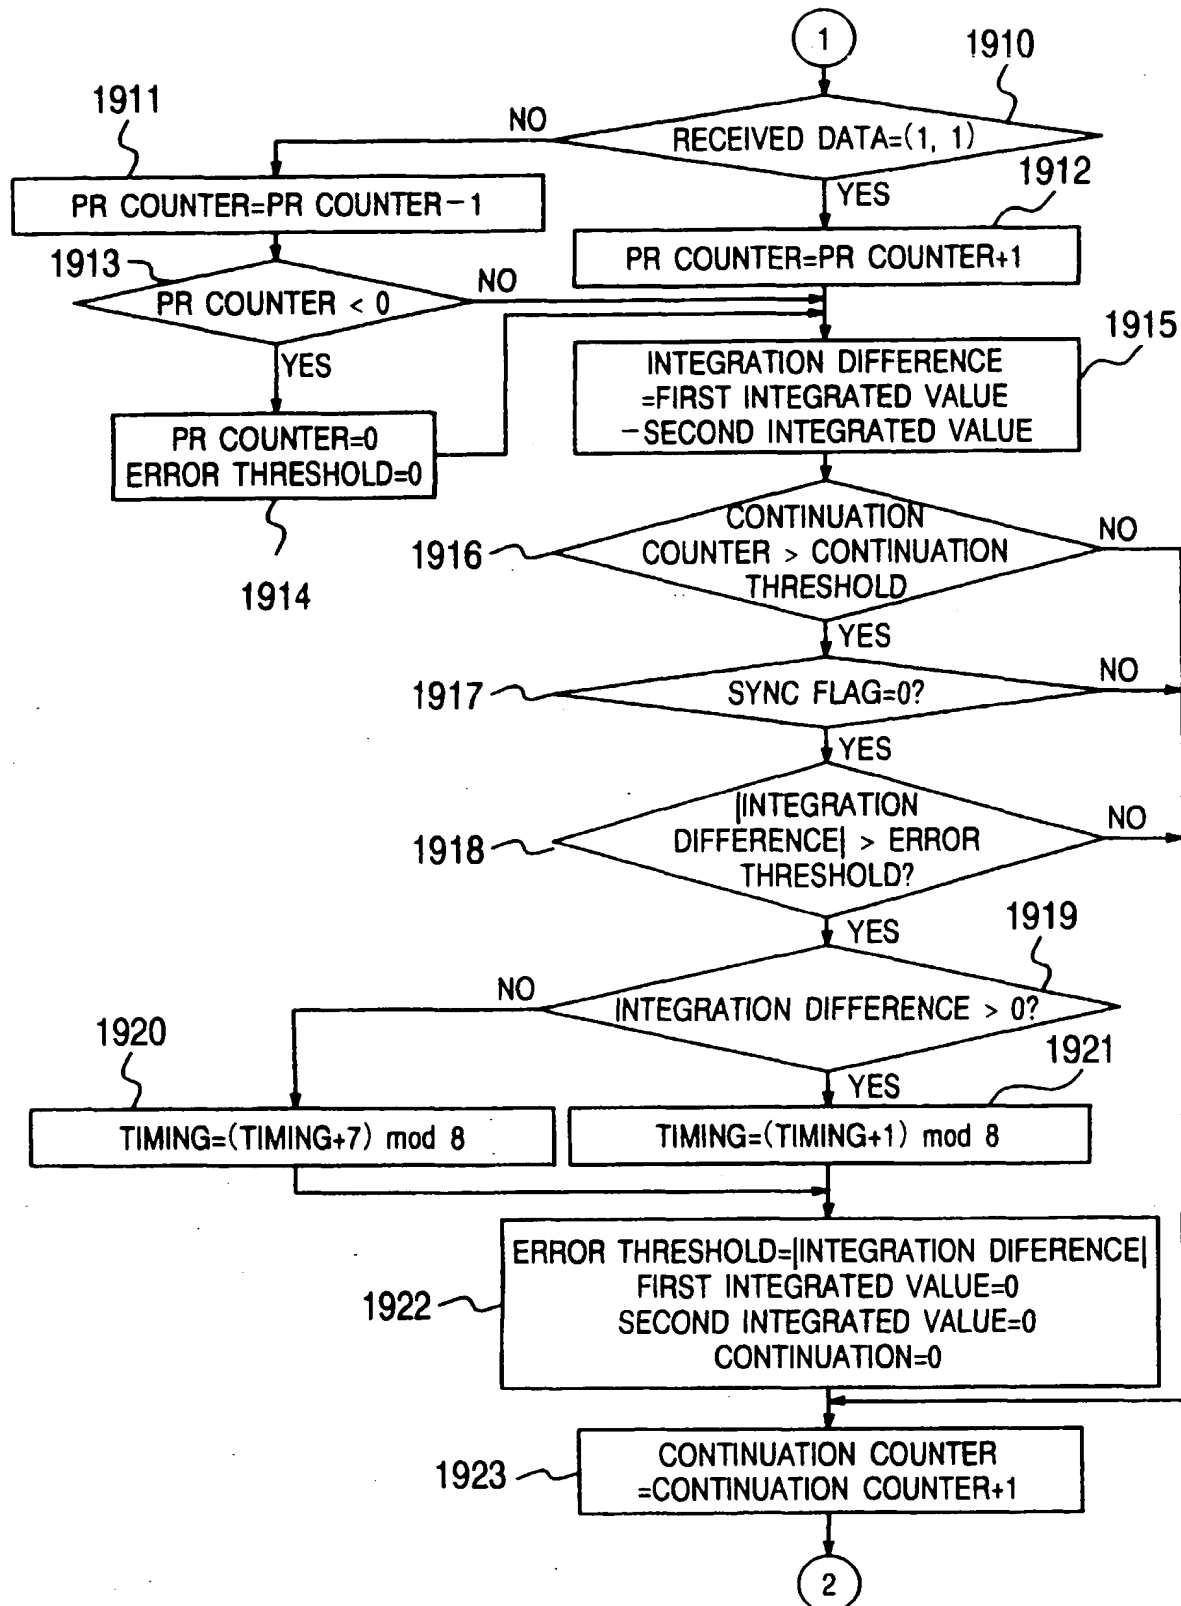 1
1910
RECEIVED DATA=(1, 1)
NO
YES
1911
PR COUNTER=PR COUNTER-1
1912
PR COUNTER=PR COUNTER+1
1913
PR COUNTER < 0
NO
YES
PR COUNTER=0
ERROR THRESHOLD=0
1914
1915
INTEGRATION DIFFERENCE
=FIRST INTEGRATED VALUE
-SECOND INTEGRATED VALUE
1916
CONTINUATION
COUNTER > CONTINUATION
THRESHOLD
NO
YES
1917
SYNC FLAG=0?
NO
YES
1918
|INTEGRATION
DIFFERENCE| > ERROR
THRESHOLD?
NO
YES
1919
INTEGRATION DIFFERENCE > 0?
NO
YES
1920
TIMING=(TIMING+7) mod 8
1921
TIMING=(TIMING+1) mod 8
1922
ERROR THRESHOLD=|INTEGRATION DIFERENCE|
FIRST INTEGRATED VALUE=0
SECOND INTEGRATED VALUE=0
CONTINUATION=0
1923
CONTINUATION COUNTER
=CONTINUATION COUNTER+1
2